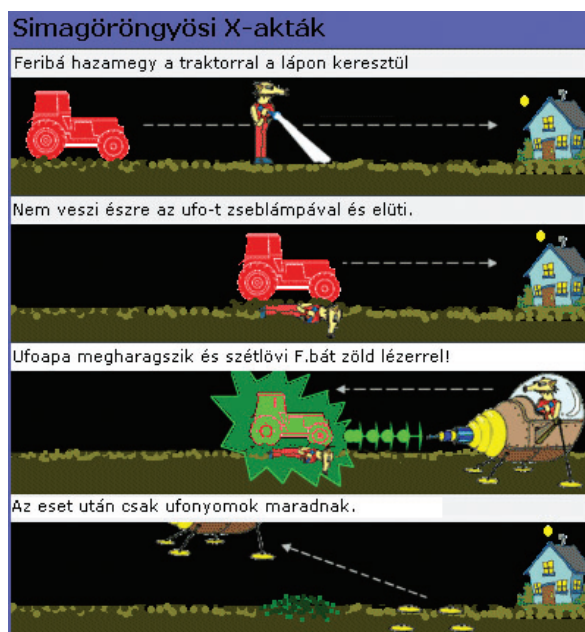 Simagöröngyösi X-akták
Feribá hazamegy a traktorral a lápon keresztül
Nem veszi észre az ufo-t zseblámpával és elüti.
Ufoapa megharagszik és szétlövi F.bát zöld lézerrel!
Az eset után csak ufonyomok maradnak.